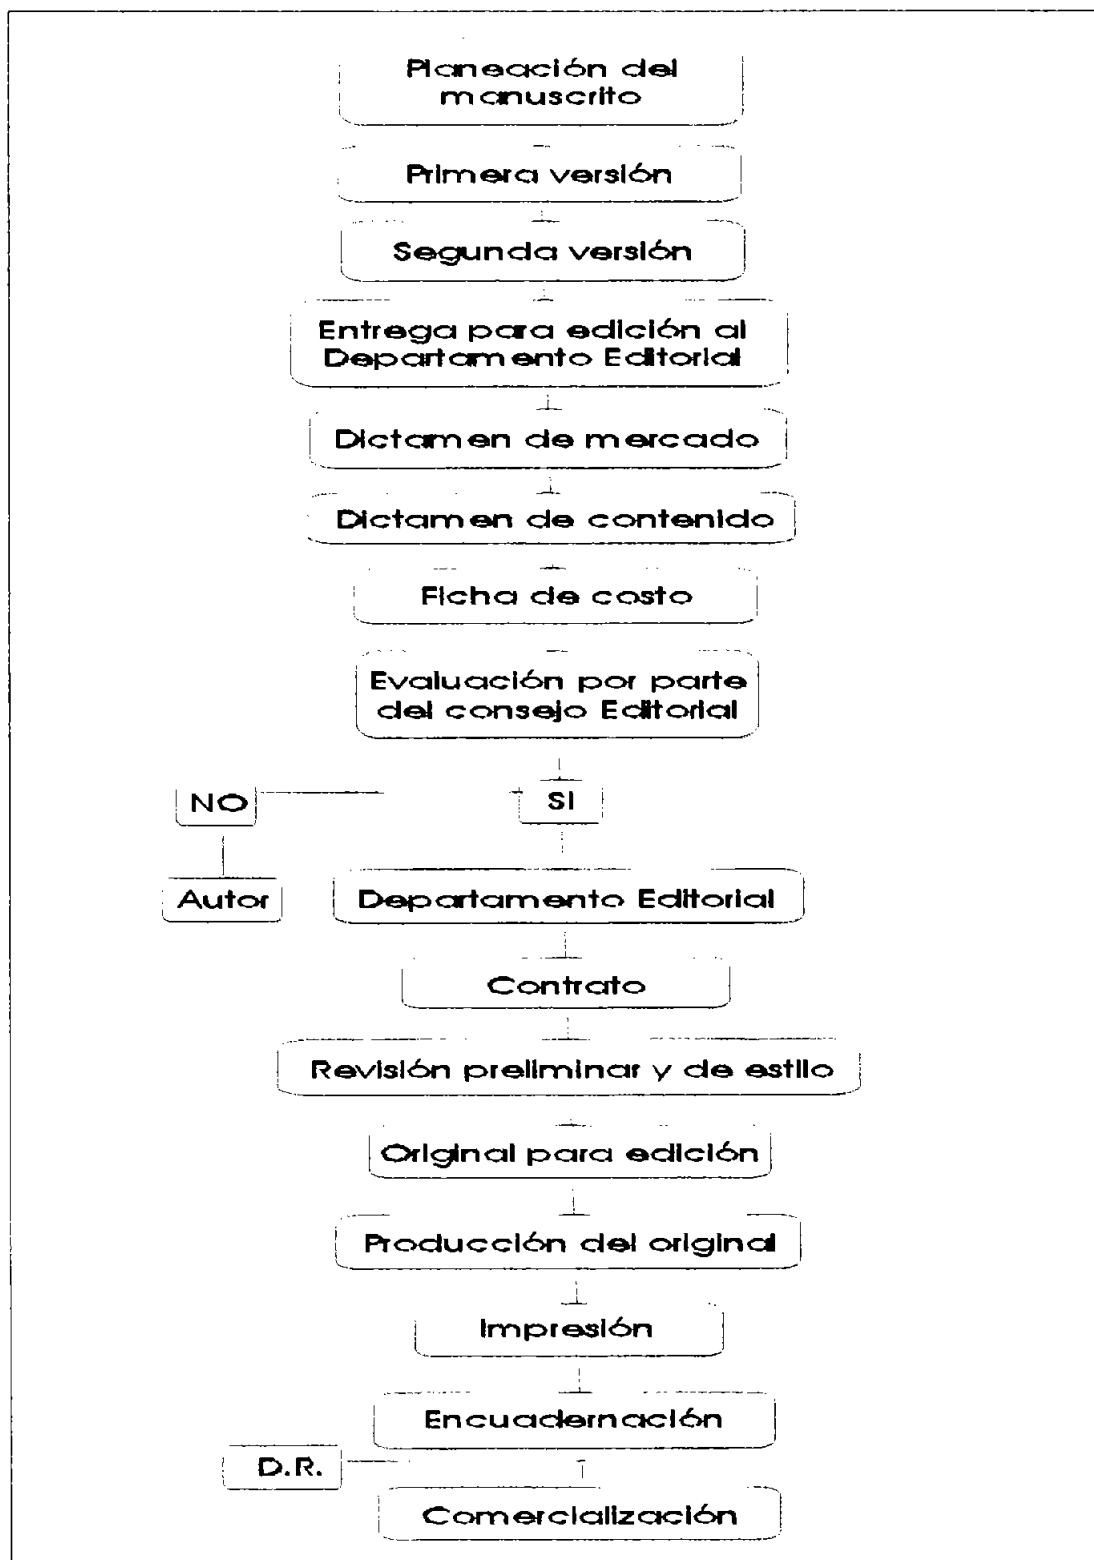 Planeación del
manuscrito
Primera versión
Segunda versión
Entrega para edición al
Departamento Editorial
Dictamen de mercado
Dictamen de contenido
Ficha de costo
Evaluación por parte
del consejo Editorial
NO
SI
Autor
Departamento Editorial
Contrato
Revisión preliminar y de estilo
Original para edición
Producción del original
Impresión
Encuadernación
D.R.
Comercialización